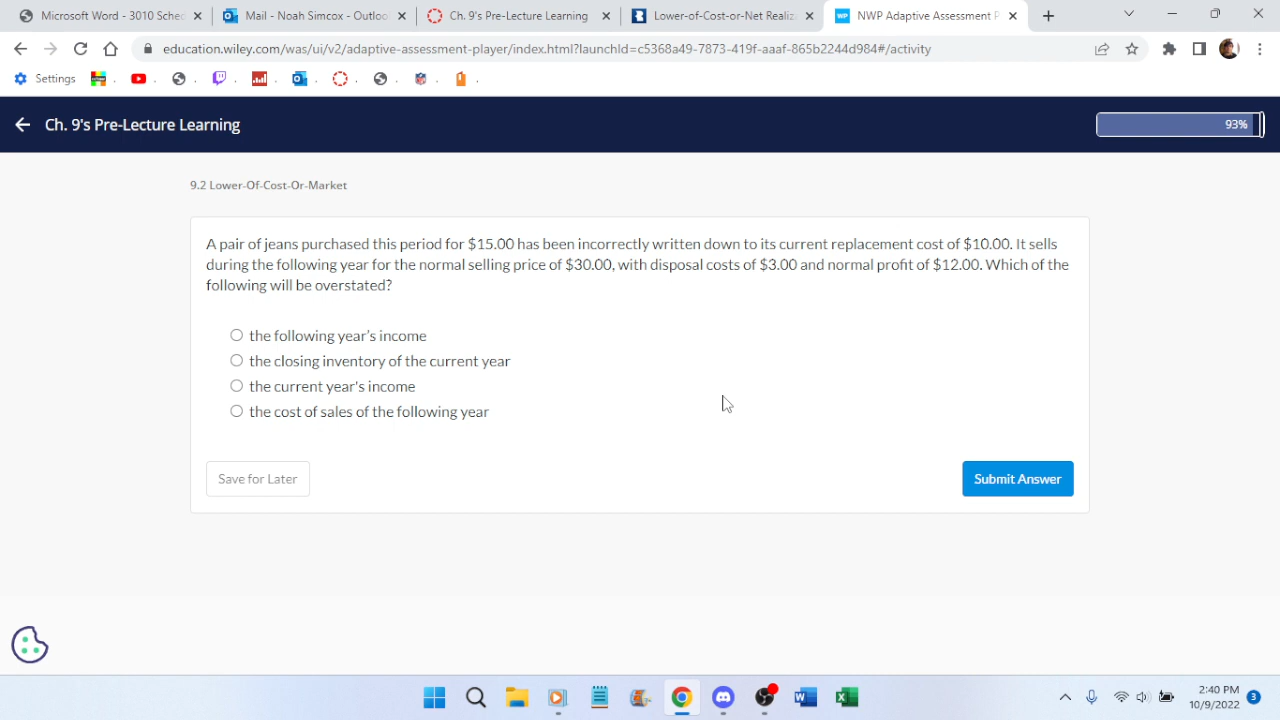 Microsoft Word - 3010 Sched
Mail - Noah Simcox - Outloo
Ch. 9's Pre-Lecture Learning
Lower-of-Cost-or-Net Realiza
NWP Adaptive Assessment P
education.wiley.com/was/ui/v2/adaptive-assessment-player/index.html?launchId=c5368a49-7873-419f-aaaf-865b2244d984#/activity
Settings
Ch. 9's Pre-Lecture Learning
93%
9.2 Lower-Of-Cost-Or-Market
A pair of jeans purchased this period for $15.00 has been incorrectly written down to its current replacement cost of $10.00. It sells
during the following year for the normal selling price of $30.00, with disposal costs of $3.00 and normal profit of $12.00. Which of the
following will be overstated?
the following year's income
the closing inventory of the current year
the current year's income
the cost of sales of the following year
Save for Later
Submit Answer
2:40 PM
10/9/2022
3